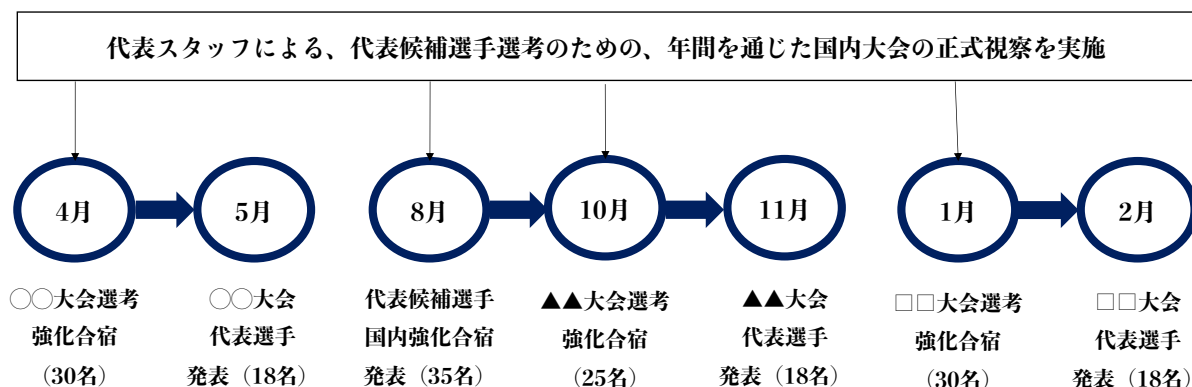 代表スタッフによる、代表候補選手選考のための、年間を通じた国内大会の正式視察を実施
4月
5月
8月
10月
11月
1月
2月
○○大会選考
強化合宿
(30名)
○○大会
代表選手
発表(18名)
代表候補選手
国内強化合宿
発表(35名)
▲▲大会選考
強化合宿
(25名)
▲▲大会
代表選手
発表(18名)
□□大会選考
強化合宿
(30名)
□□大会
代表選手
発表(18名)